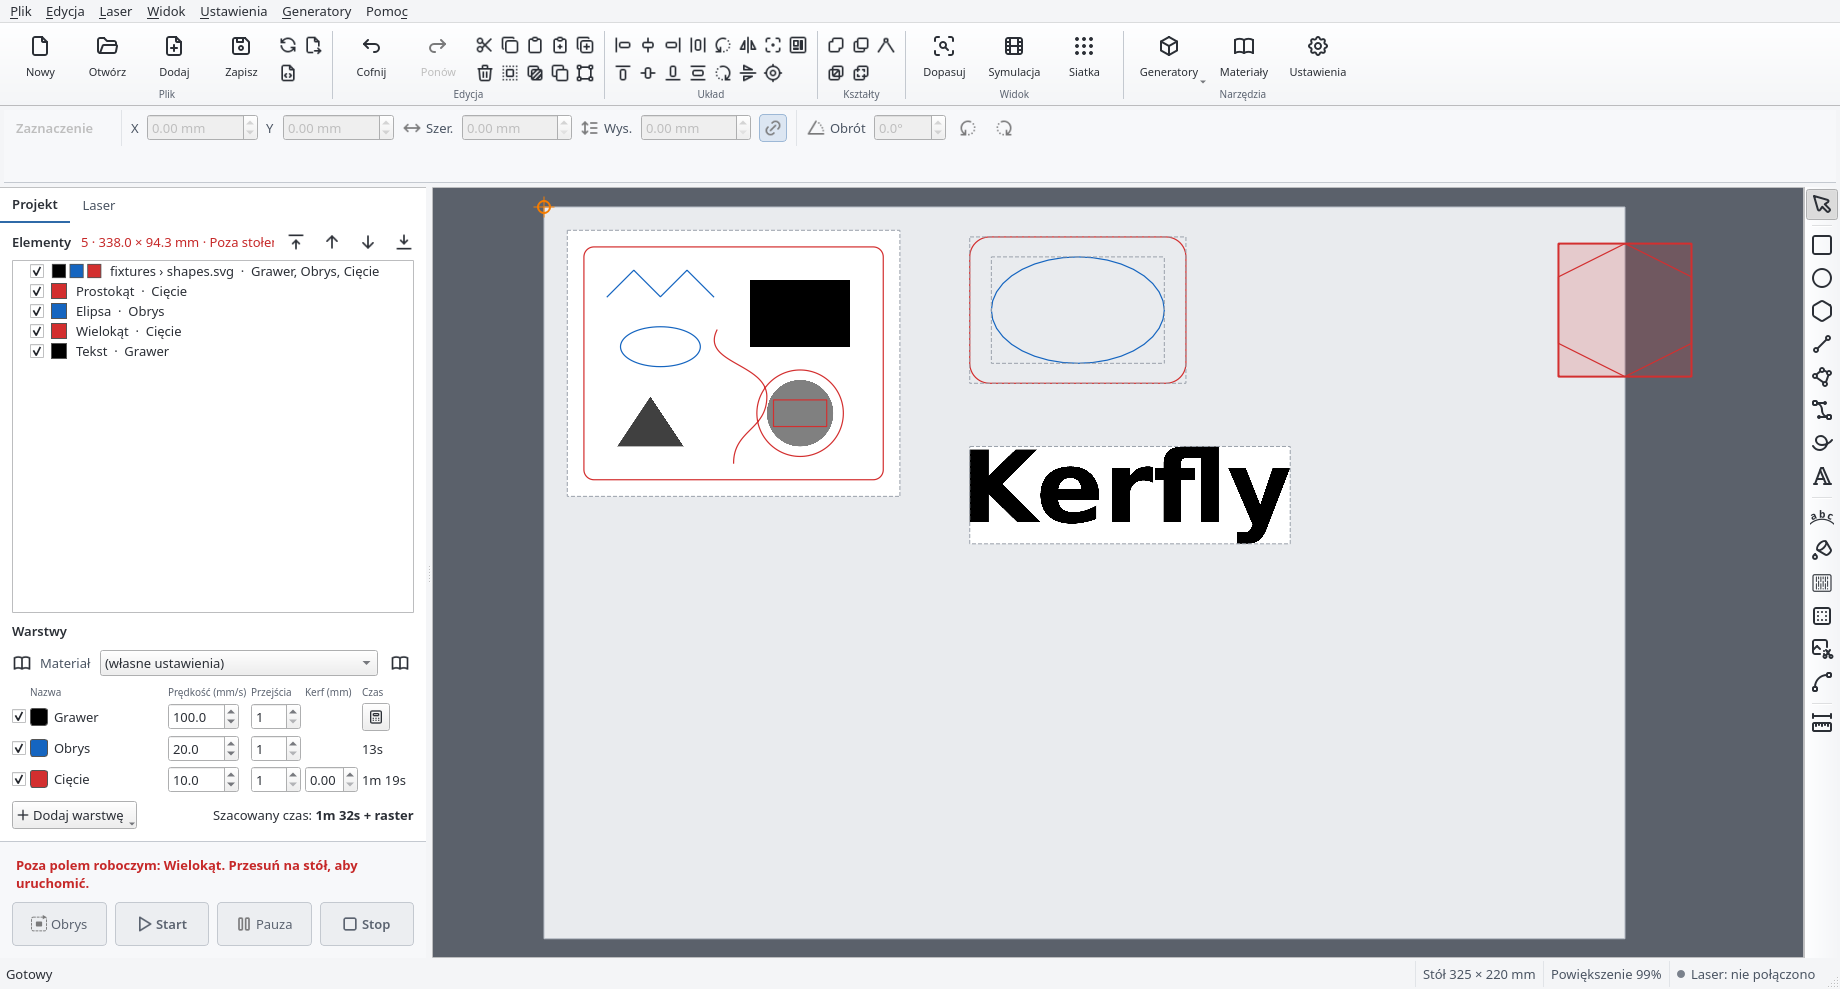 Plik Edycja Laser Widok Ustawienia Generatory Pomoc
Nowy Otwórz Dodaj Zapisz Cofnij Ponów Dopasuj Symulacja Siatka Generatory Materiały Ustawienia
Plik Edycja Układ Kształty Widok Narzędzia
Zaznaczenie X 0.00 mm Y 0.00 mm Szer. 0.00 mm Wys. 0.00 mm Obrót 0.0°
Projekt Laser
Elementy 5 · 338.0 × 94.3 mm · Poza stołem
fixtures › shapes.svg · Grawer, Obrys, Cięcie
Prostokąt · Cięcie
Elipsa · Obrys
Wielokąt · Cięcie
Tekst · Grawer
Kerfly
Warstwy
Materiał (własne ustawienia)
Nazwa Prędkość (mm/s) Przejścia Kerf (mm) Czas
Grawer 100.0 1
Obrys 20.0 1 13s
Cięcie 10.0 1 0.00 1m 19s
Dodaj warstwę Szacowany czas: 1m 32s + raster
Poza polem roboczym: Wielokąt. Przesuń na stół, aby
uruchomić.
Obrys Start Pauza Stop
abc
Gotowy Stół 325 × 220 mm Powiększenie 99% Laser: nie połączono